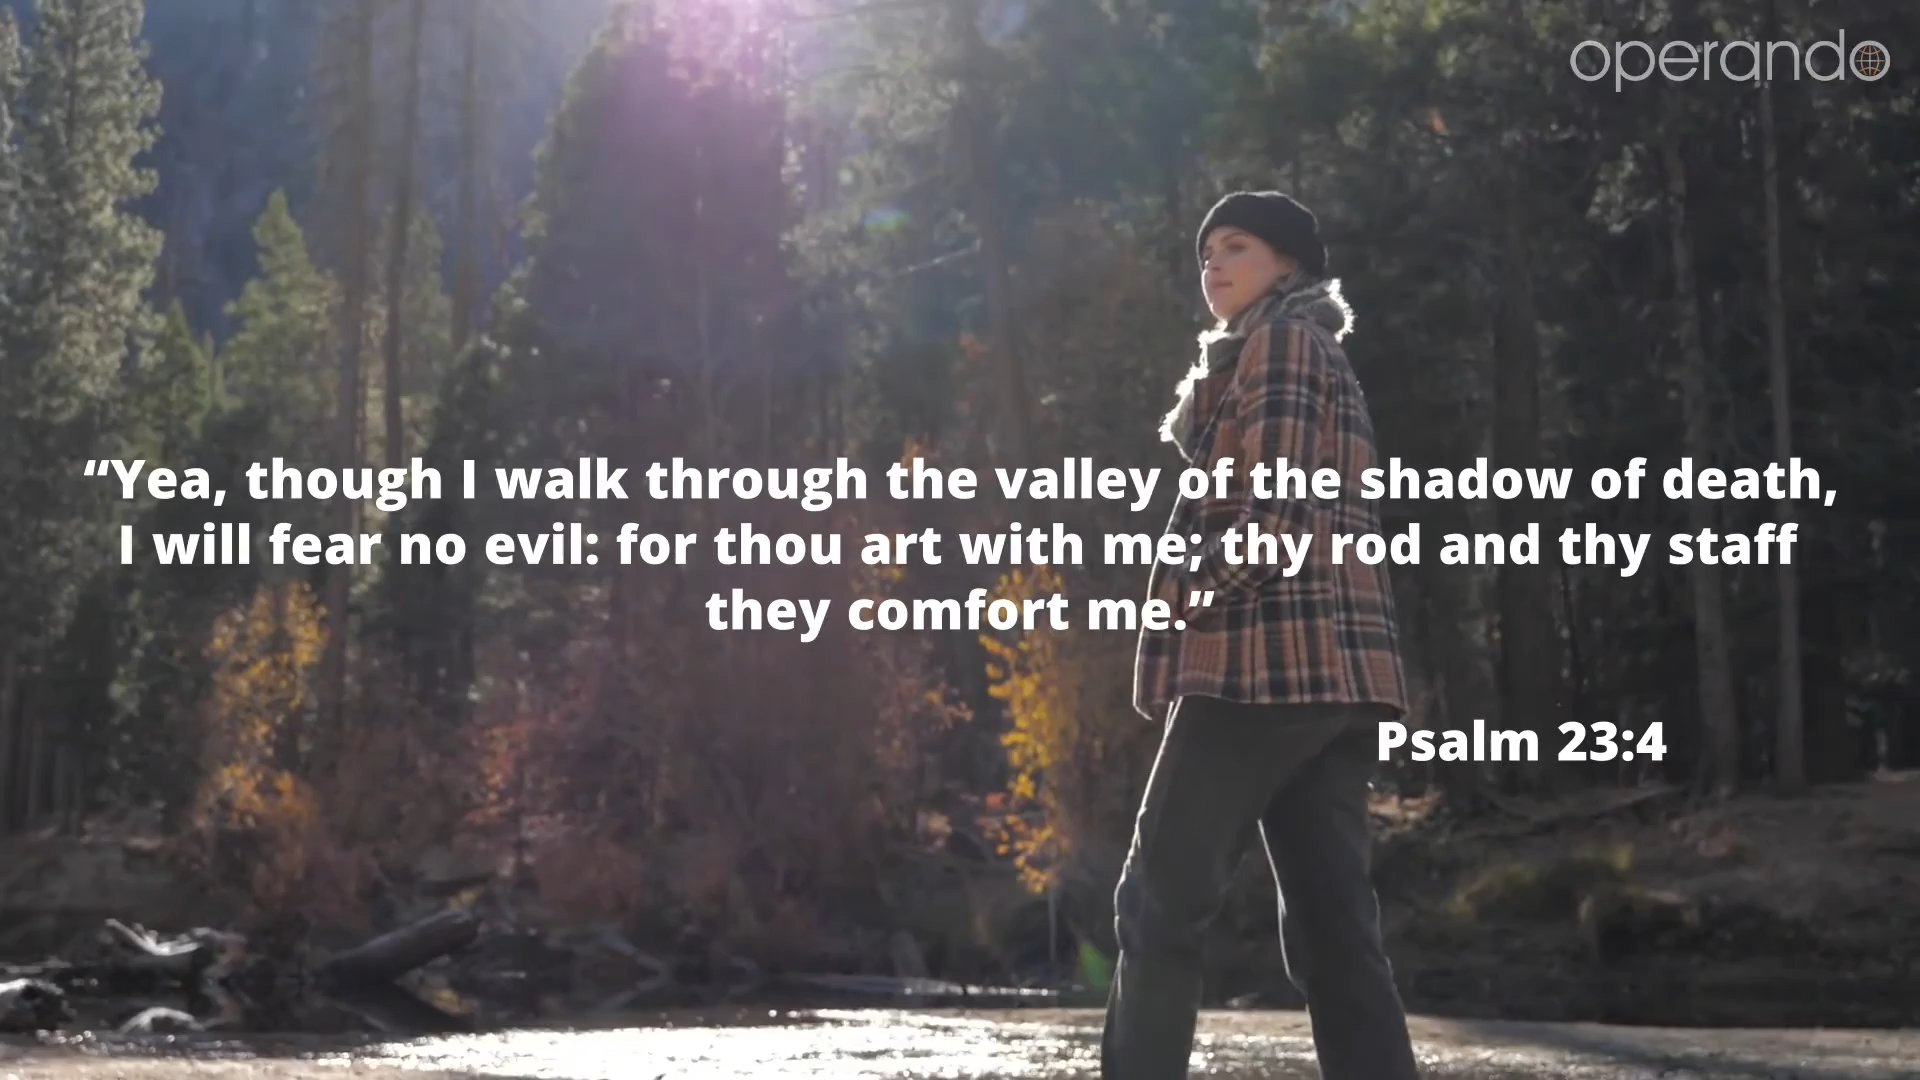 operando
“Yea, though I walk through the valley of the shadow of death,
I will fear no evil: for thou art with me; thy rod and thy staff
they comfort me.”
Psalm 23:4